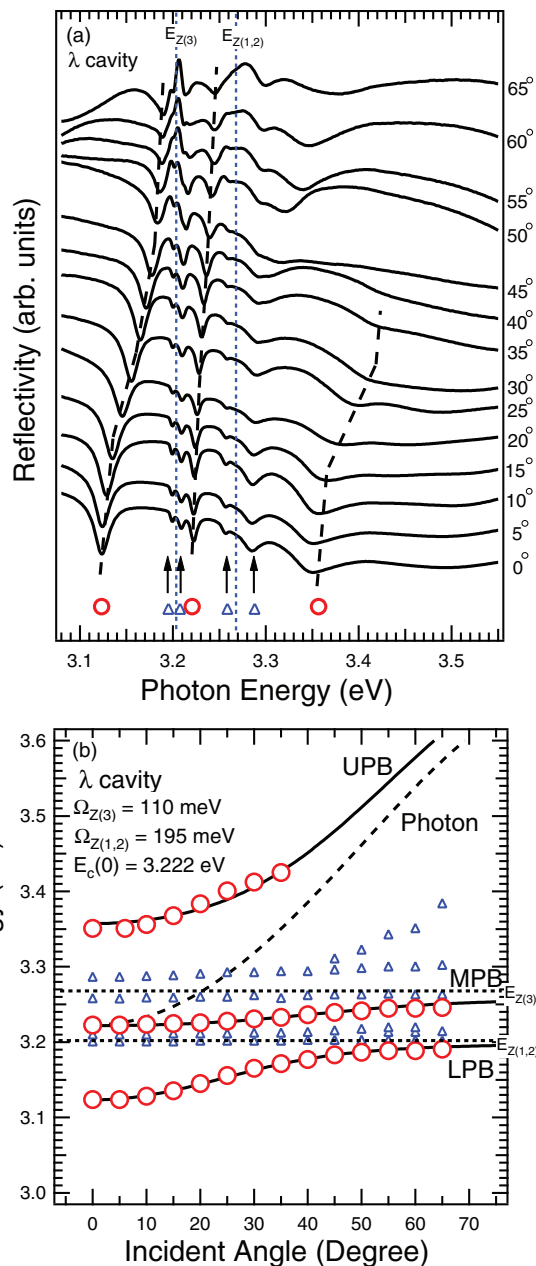 (a)
E_Z(3) E_Z(1,2)
λ cavity
65°
60°
55°
50°
45°
40°
35°
30°
25°
20°
15°
10°
5°
0°
Reflectivity (arb. units)
3.1 3.2 3.3 3.4 3.5
Photon Energy (eV)
(b)
λ cavity
Ω_Z(3) = 110 meV
Ω_Z(1,2) = 195 meV
E_c(0) = 3.222 eV
UPB
Photon
MPB
E_Z(3)
E_Z(1,2)
LPB
3.6
3.5
3.4
3.3
3.2
3.1
3.0
0 10 20 30 40 50 60 70
Incident Angle (Degree)